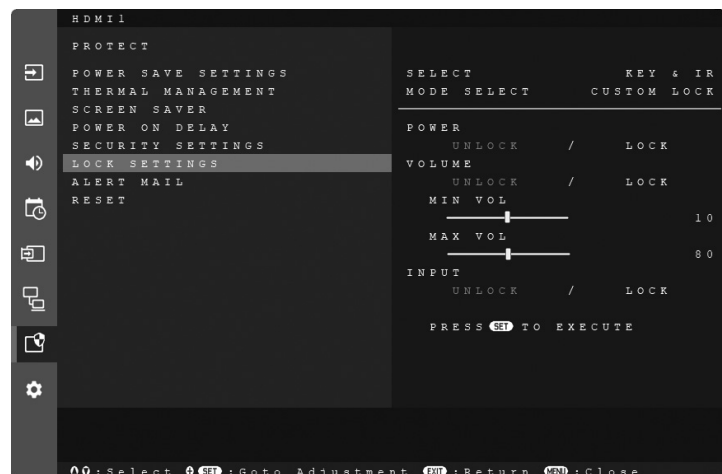 HDMI1
PROTECT
POWER SAVE SETTINGS
THERMAL MANAGEMENT
SCREEN SAVER
POWER ON DELAY
SECURITY SETTINGS
LOCK SETTINGS
ALERT MAIL
RESET
SELECT KEY & IR
MODE SELECT CUSTOM LOCK
POWER
UNLOCK / LOCK
VOLUME
UNLOCK / LOCK
MIN VOL
10
MAX VOL
80
INPUT
UNLOCK / LOCK
PRESS SET TO EXECUTE
:Select SET:Goto Adjustment EXIT:Return MENU:Close